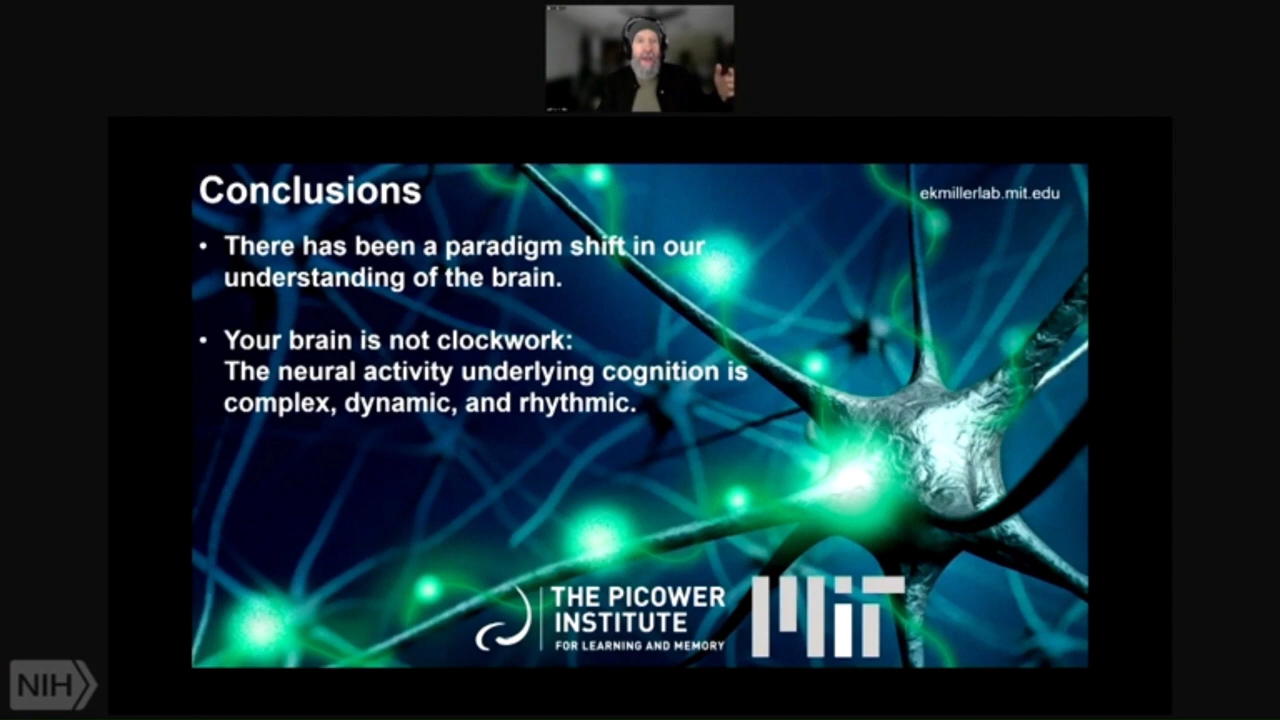 Conclusions
ekmillerlab.mit.edu
• There has been a paradigm shift in our
understanding of the brain.
• Your brain is not clockwork:
The neural activity underlying cognition is
complex, dynamic, and rhythmic.
THE PICOWER
INSTITUTE
FOR LEARNING AND MEMORY
MIT
NIH